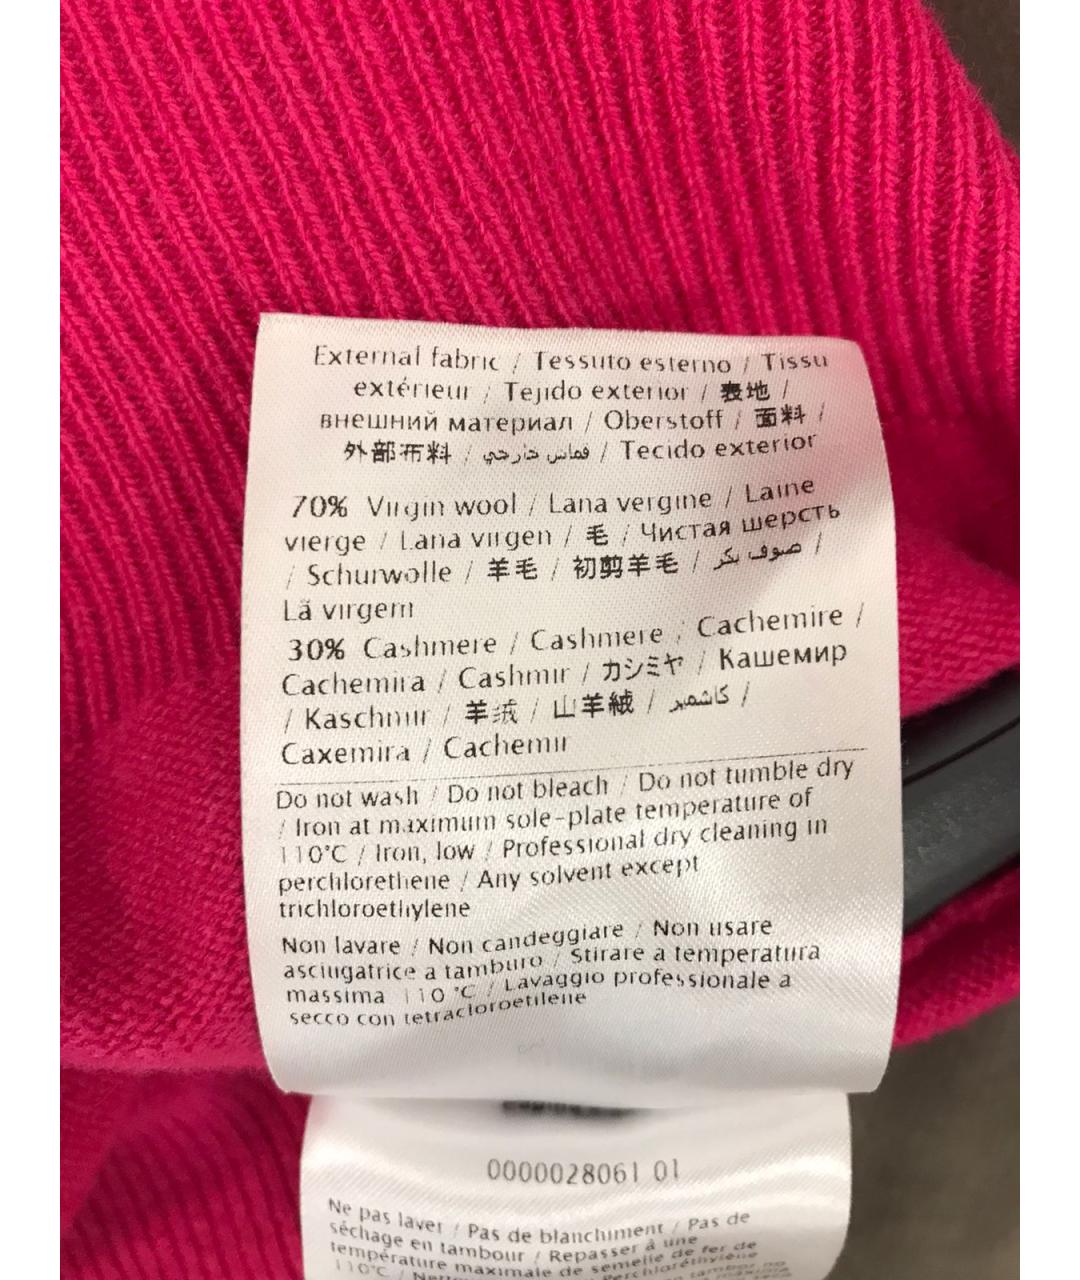 External fabric / Tessuto esterno / Tissu
extérieur / Tejido exterior / 表地 /
внешний материал / Oberstoff / 面料 /
外部布料 / قماش خارجي / Tecido exterior
70% Virgin wool / Lana vergine / Laine
vierge / Lana virgen / 毛 / Чистая шерсть
/ Schurwolle / 羊毛 / 初剪羊毛 / صوف بكر /
Lã virgem
30% Cashmere / Cashmere / Cachemire /
Cachemira / Cashmir / カシミヤ / Кашемир
/ Kaschmir / 羊绒 / 山羊絨 / كاشمير /
Caxemira / Cachemir
Do not wash / Do not bleach / Do not tumble dry
/ Iron at maximum sole-plate temperature of
110°C / Iron, low / Professional dry cleaning in
perchlorethene / Any solvent except
trichloroethylene
Non lavare / Non candeggiare / Non usare
asciugatrice a tamburo / Stirare a temperatura
massima 110 °C / Lavaggio professionale a
secco con tetracloroetilene
0000028061 01
Ne pas laver / Pas de blanchiment / Pas de
séchage en tambour / Repasser à une
température maximale de semelle de fer de
110°C /